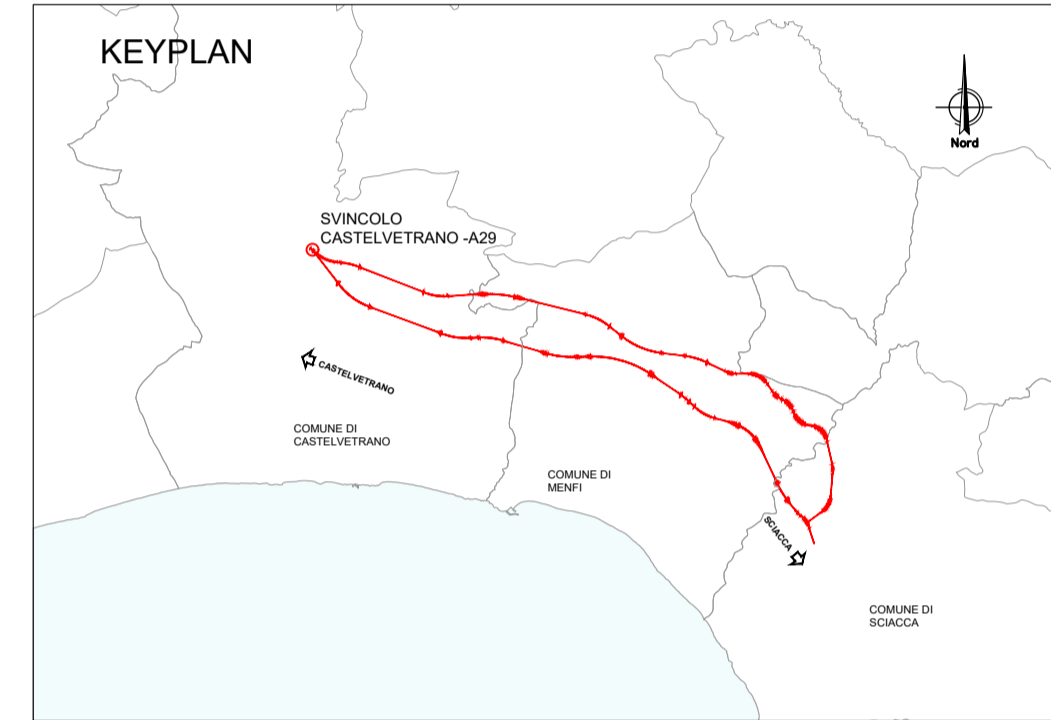 KEYPLAN
Nord
SVINCOLO
CASTELVETRANO -A29
CASTELVETRANO
COMUNE DI
CASTELVETRANO
COMUNE DI
MENFI
SCIACCA
COMUNE DI
SCIACCA